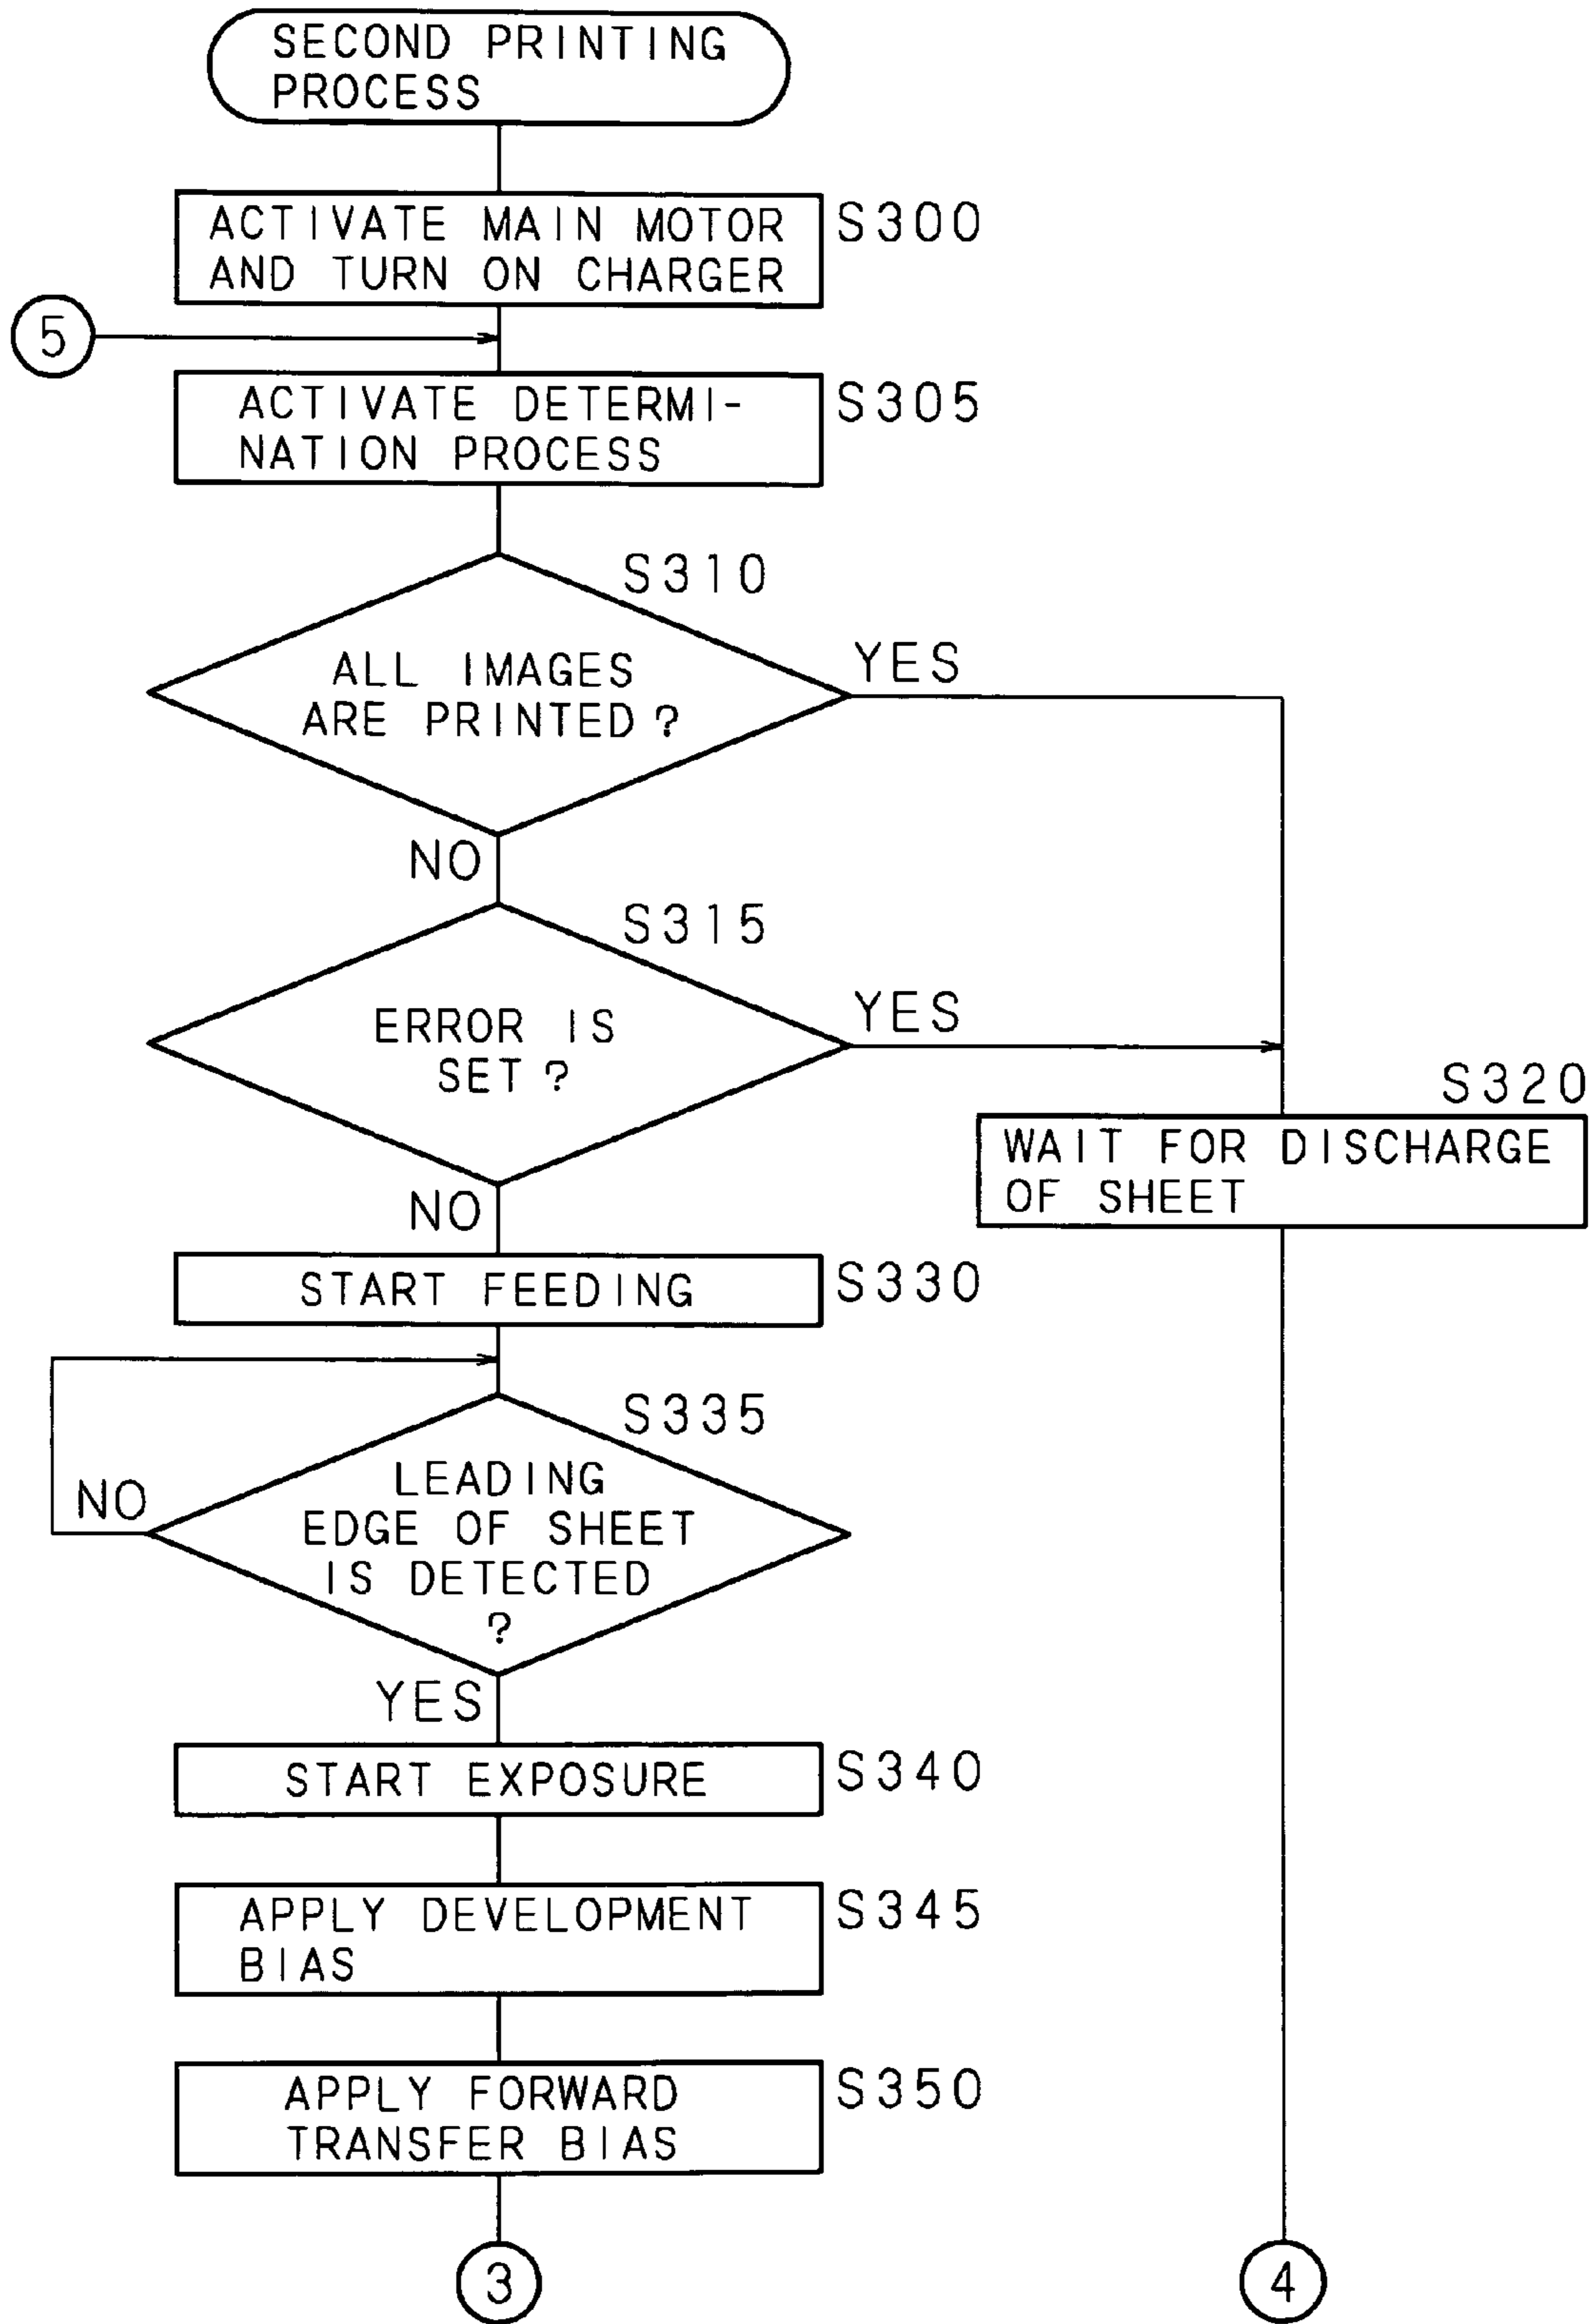 SECOND PRINTING
PROCESS
ACTIVATE MAIN MOTOR
AND TURN ON CHARGER
S300
5
ACTIVATE DETERMI-
NATION PROCESS
S305
S310
ALL IMAGES
ARE PRINTED?
YES
NO
S315
ERROR IS
SET?
YES
NO
S320
WAIT FOR DISCHARGE
OF SHEET
START FEEDING
S330
S335
LEADING
EDGE OF SHEET
IS DETECTED
?
NO
YES
START EXPOSURE
S340
APPLY DEVELOPMENT
BIAS
S345
APPLY FORWARD
TRANSFER BIAS
S350
3
4